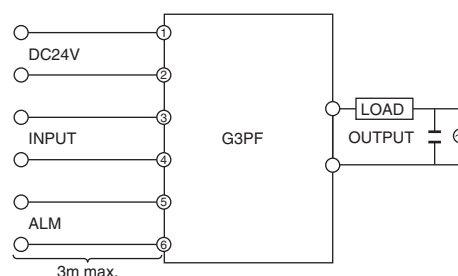 DC24V
INPUT
ALM
1
2
3
4
5
6
3m max.
G3PF
LOAD
OUTPUT